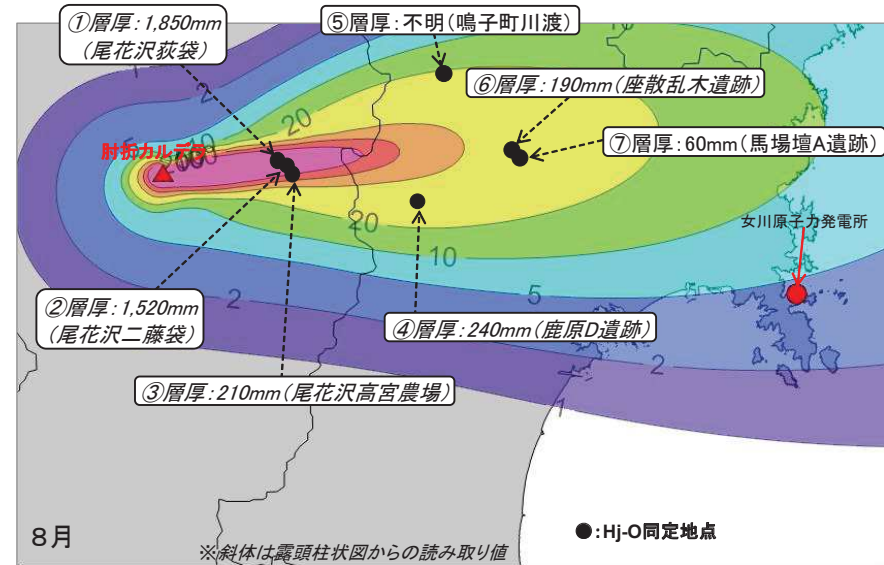 ①層厚:1,850mm
(尾花沢荻袋)
⑤層厚:不明(鳴子町川渡)
⑥層厚:190mm(座散乱木遺跡)
⑦層厚:60mm(馬場壇A遺跡)
肘折カルデラ
女川原子力発電所
②層厚:1,520mm
(尾花沢二藤袋)
④層厚:240mm(鹿原D遺跡)
③層厚:210mm(尾花沢高宮農場)
1
2
5
10
20
20
10
5
2
2
1
8月
※斜体は露頭柱状図からの読み取り値
●:Hj-O同定地点